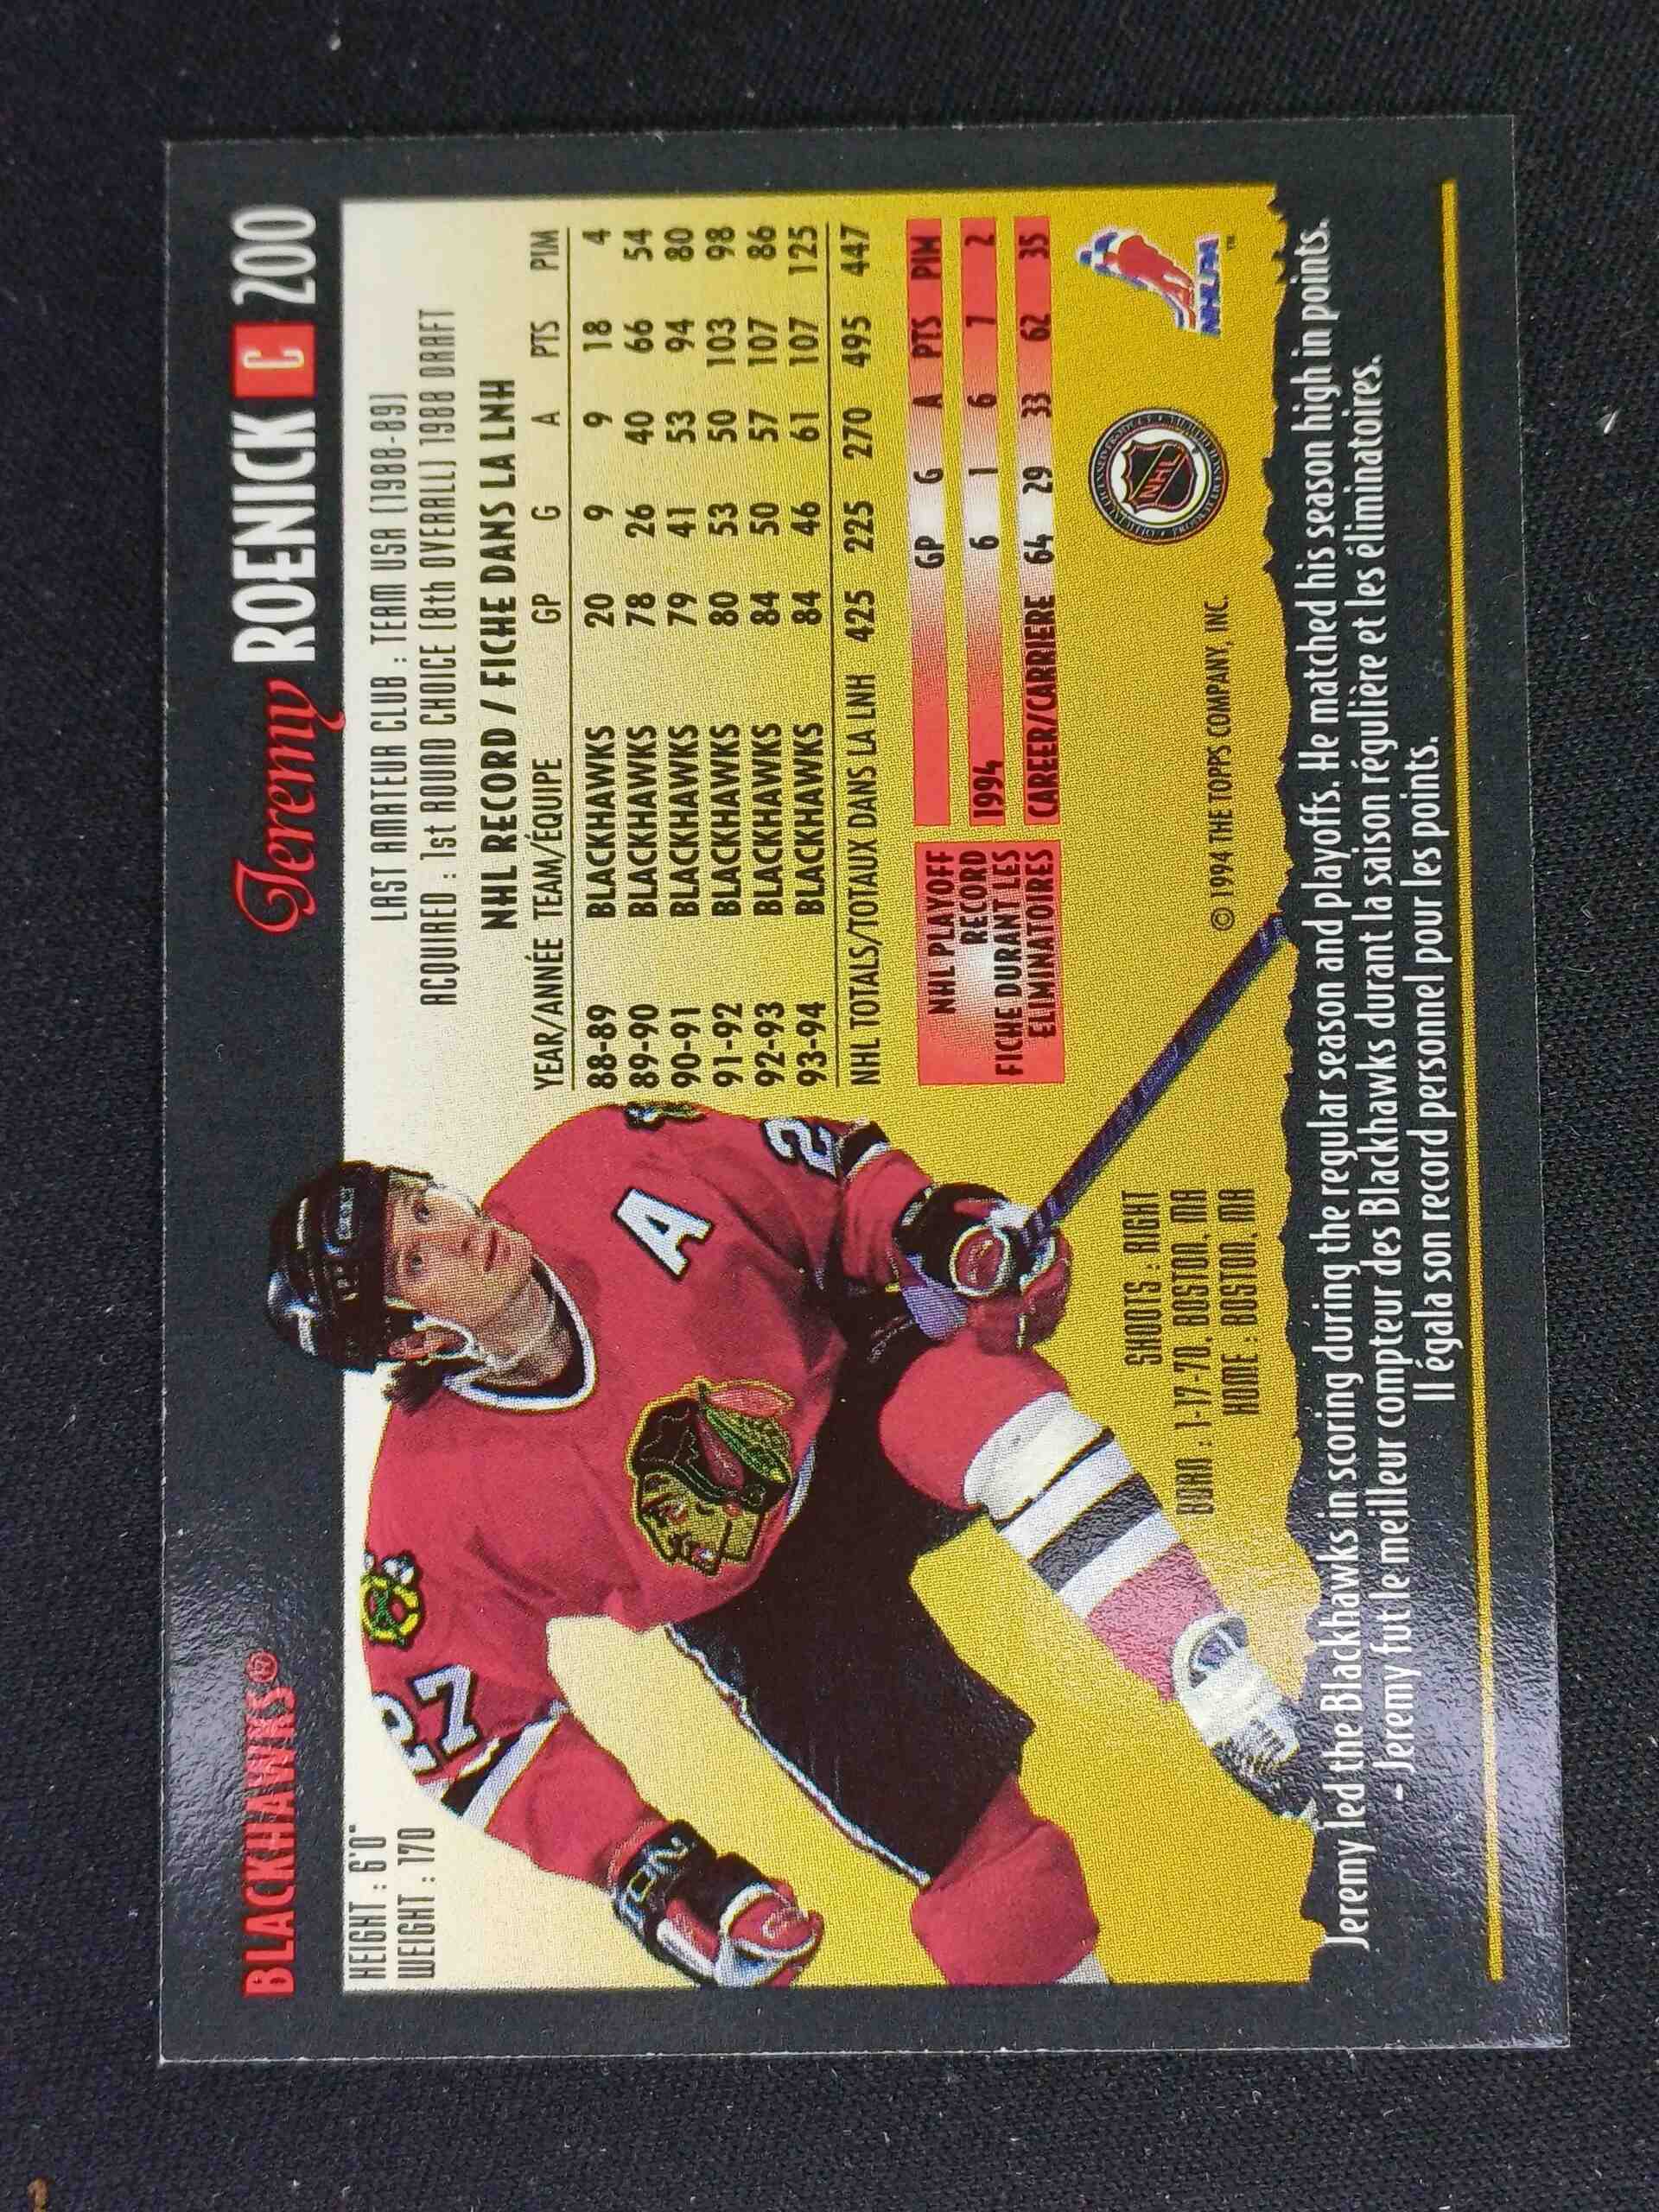 BLACKHAWKS®
Jeremy ROENICK C 200
HEIGHT : 6'0"
WEIGHT : 170
LAST AMATEUR CLUB : TEAM USA (1988-89)
ACQUIRED : 1st ROUND CHOICE (8th OVERALL) 1988 DRAFT
NHL RECORD / FICHE DANS LA LNH
YEAR/ANNÉE TEAM/ÉQUIPE GP G A PTS PIM
88-89 BLACKHAWKS 20 9 9 18 4
89-90 BLACKHAWKS 78 26 40 66 54
90-91 BLACKHAWKS 79 41 53 94 80
91-92 BLACKHAWKS 80 53 50 103 98
92-93 BLACKHAWKS 84 50 57 107 86
93-94 BLACKHAWKS 84 46 61 107 125
NHL TOTALS/TOTAUX DANS LA LNH 425 225 270 495 447
NHL PLAYOFF
RECORD
FICHE DURANT LES
ELIMINATOIRES
GP G A PTS PIM
1994 6 1 6 7 2
CAREER/CARRIERE 64 29 33 62 35
27
A
2
SHOOTS : RIGHT
BORN : 1-17-70, BOSTON, MA
HOME : BOSTON, MA
© 1994 THE TOPPS COMPANY, INC.
NHL
NHLPA
™
Jeremy led the Blackhawks in scoring during the regular season and playoffs. He matched his season high in points.
- Jeremy fut le meilleur compteur des Blackhawks durant la saison régulière et les éliminatoires.
Il égala son record personnel pour les points.